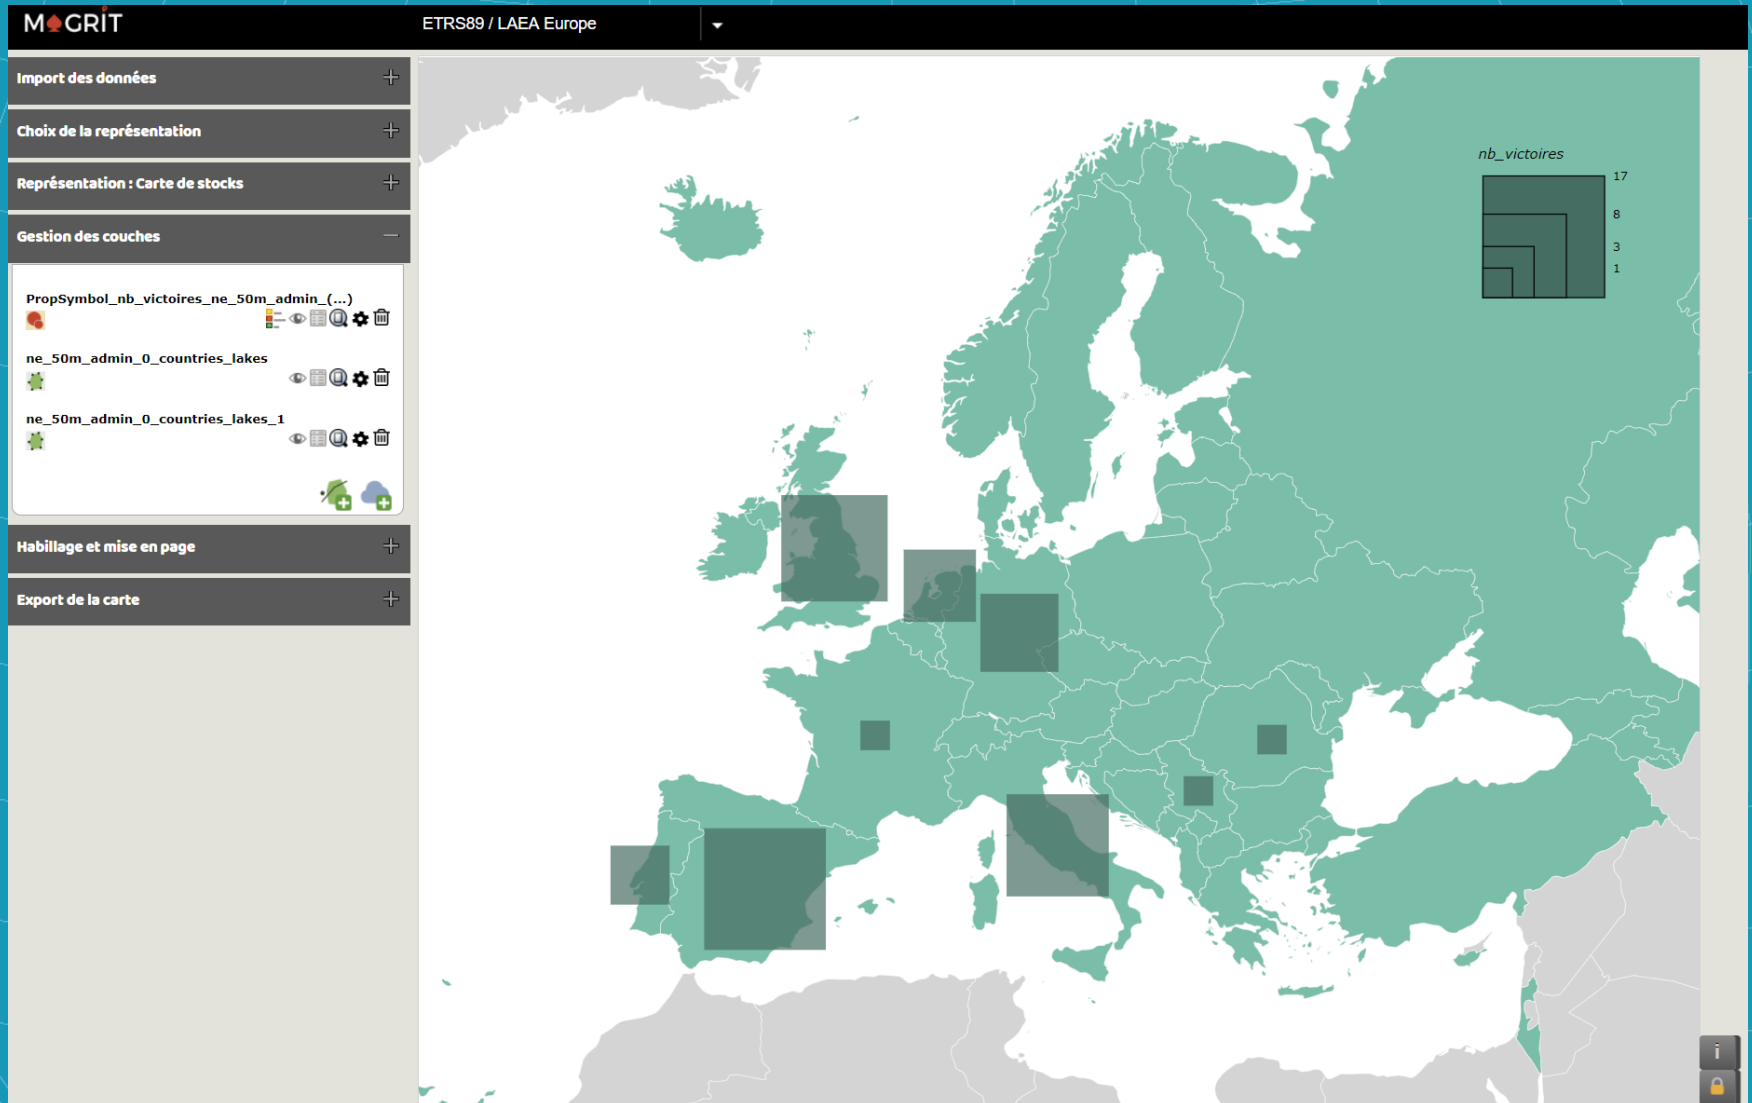 MAGRIT
ETRS89 / LAEA Europe
Import des données
Choix de la représentation
Représentation : Carte de stocks
Gestion des couches
PropSymbol_nb_victoires_ne_50m_admin_(...)
ne_50m_admin_0_countries_lakes
ne_50m_admin_0_countries_lakes_1
Habillage et mise en page
Export de la carte
nb_victoires
17
8
3
1
i